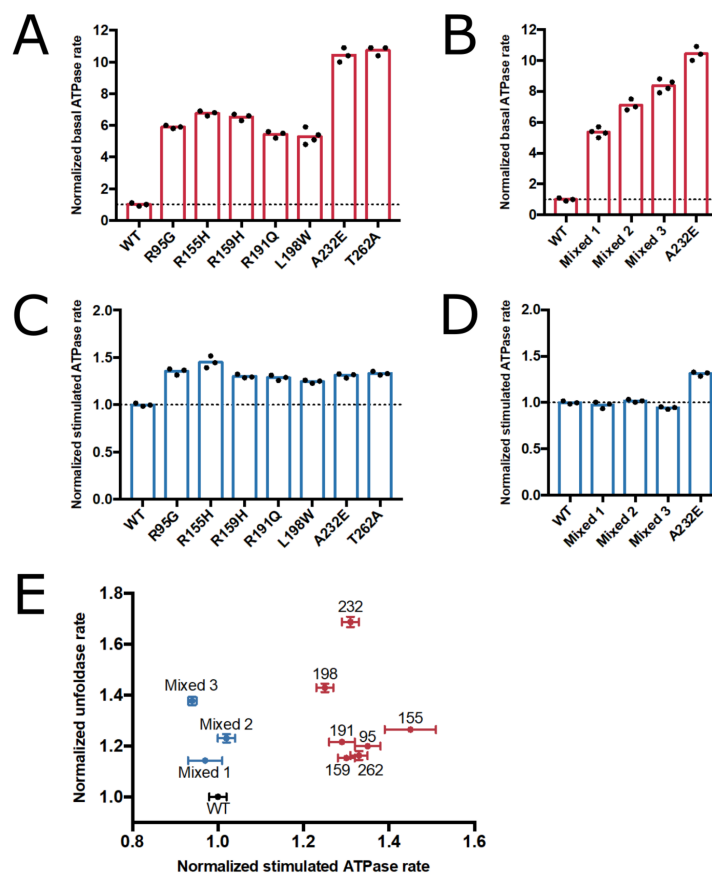 A
Normalized basal ATPase rate
12
10
8
6
4
2
0
WT
R95G
R155H
R159H
R191Q
L198W
A232E
T262A
B
Normalized basal ATPase rate
12
10
8
6
4
2
0
WT
Mixed 1
Mixed 2
Mixed 3
A232E
C
Normalized stimulated ATPase rate
2.0
1.5
1.0
0.5
0.0
WT
R95G
R155H
R159H
R191Q
L198W
A232E
T262A
D
Normalized stimulated ATPase rate
2.0
1.5
1.0
0.5
0.0
WT
Mixed 1
Mixed 2
Mixed 3
A232E
E
Normalized unfoldase rate
1.8
1.6
1.4
1.2
1.0
232
198
Mixed 3
Mixed 2
191
95
155
Mixed 1
159
262
WT
0.8
1.0
1.2
1.4
1.6
Normalized stimulated ATPase rate